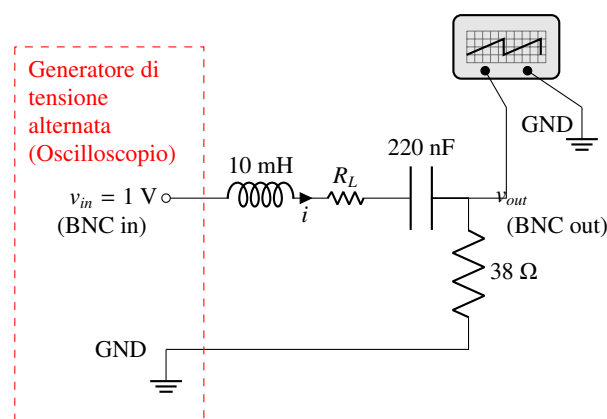 Generatore di
tensione
alternata
(Oscilloscopio)
GND
10 mH
220 nF
R_L
v_in = 1 V
i
v_out
(BNC in)
(BNC out)
38 Ω
GND